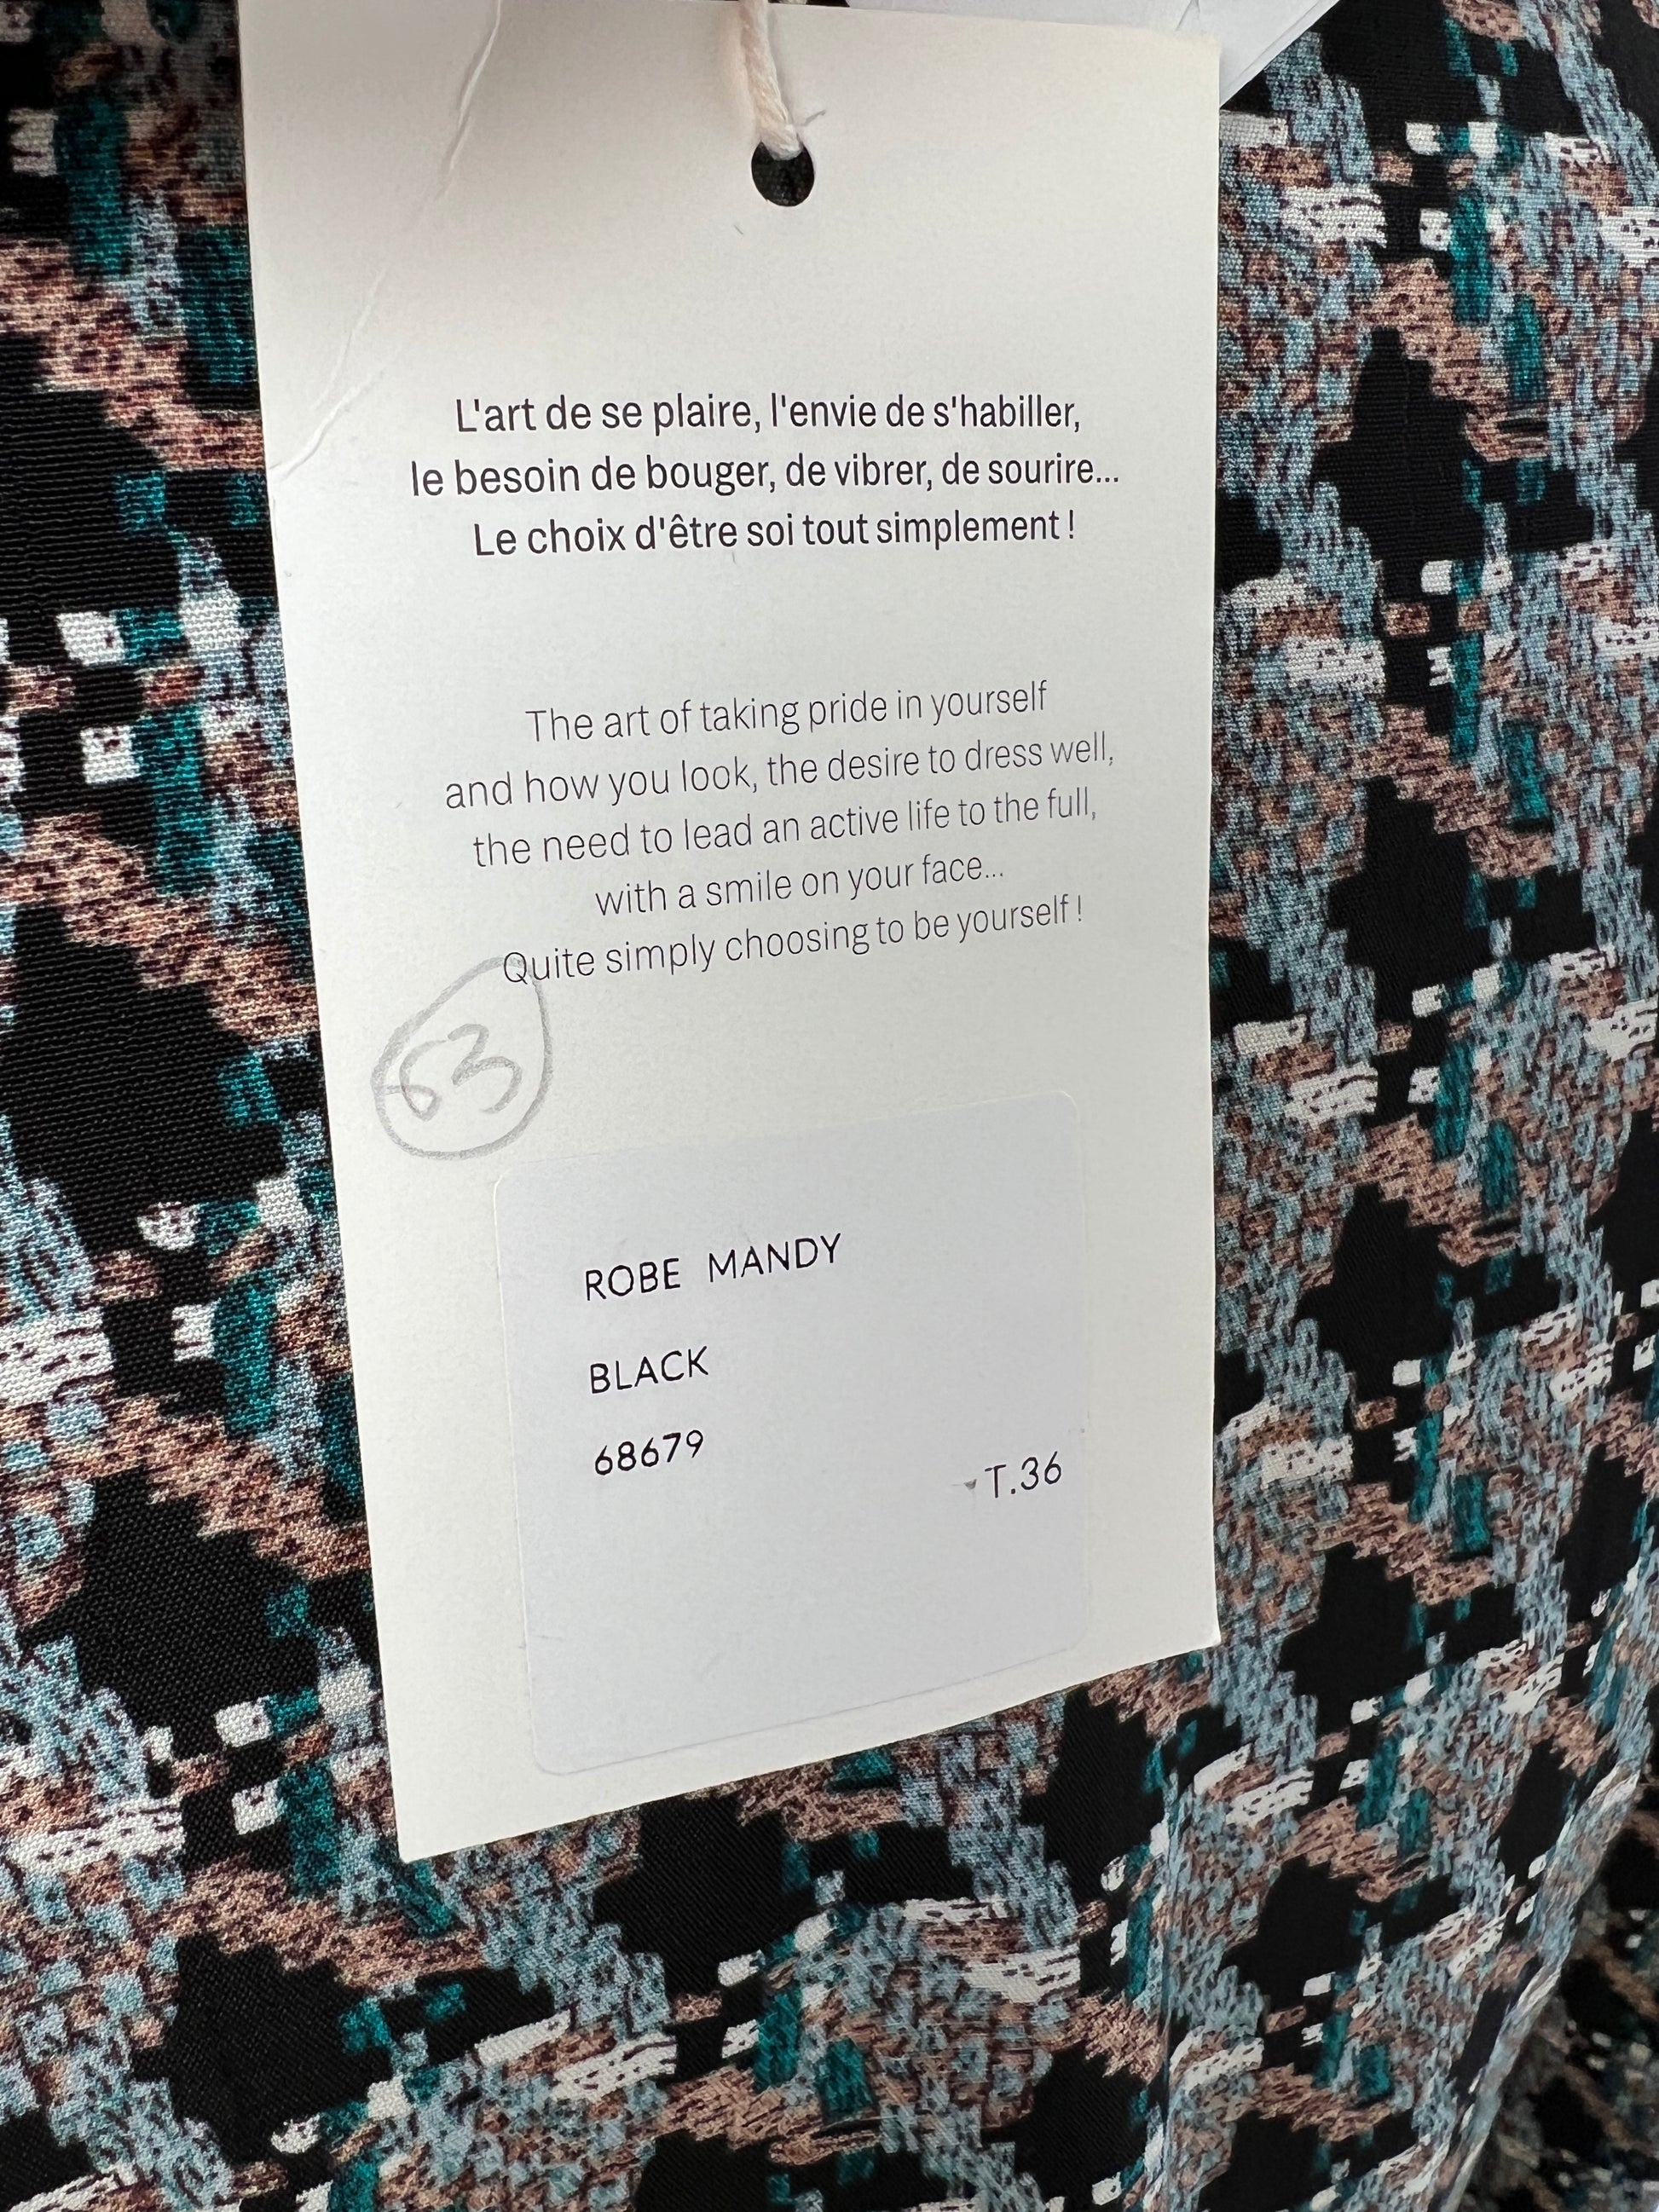 L'art de se plaire, l'envie de s'habiller,
le besoin de bouger, de vibrer, de sourire...
Le choix d'être soi tout simplement !
The art of taking pride in yourself
and how you look, the desire to dress well,
the need to lead an active life to the full,
with a smile on your face...
Quite simply choosing to be yourself !
ROBE MANDY
BLACK
68679
T.36